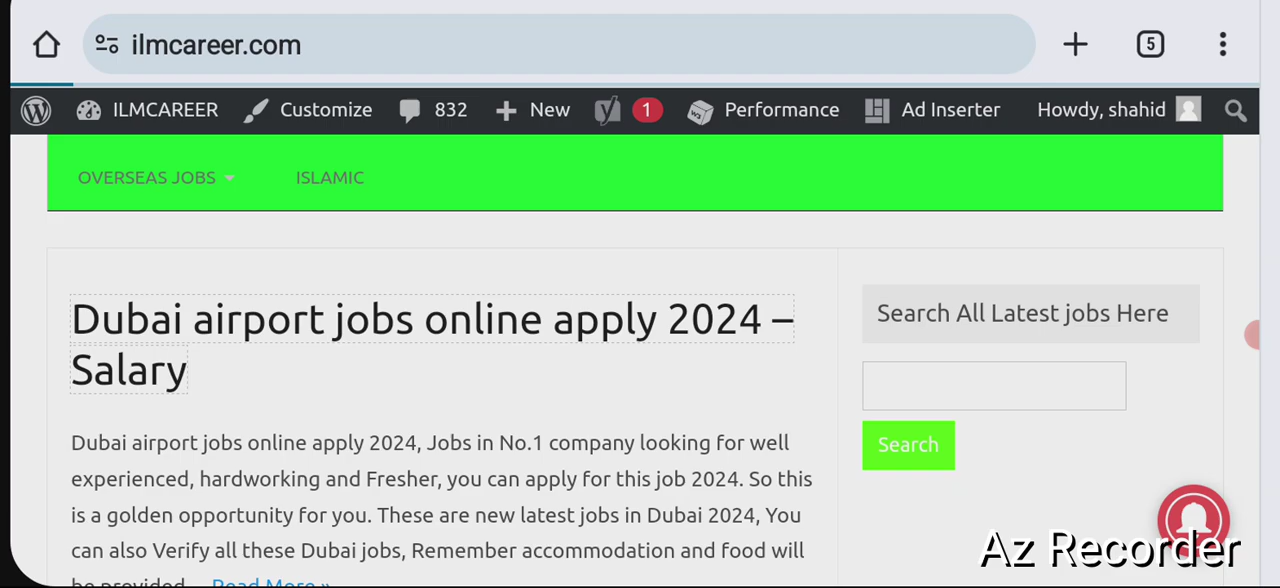 ilmcareer.com
5
ILMCAREER Customize 832 New 1 Performance Ad Inserter Howdy, shahid
OVERSEAS JOBS ISLAMIC
Dubai airport jobs online apply 2024 –
Salary
Dubai airport jobs online apply 2024, Jobs in No.1 company looking for well
experienced, hardworking and Fresher, you can apply for this job 2024. So this
is a golden opportunity for you. These are new latest jobs in Dubai 2024, You
can also Verify all these Dubai jobs, Remember accommodation and food will
be provided … Read More »
Search All Latest jobs Here
Search
Az Recorder